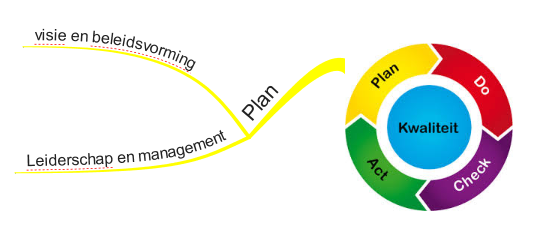 visie en beleidsvorming
Leiderschap en management
Plan
Plan
Do
Kwaliteit
Act
Check